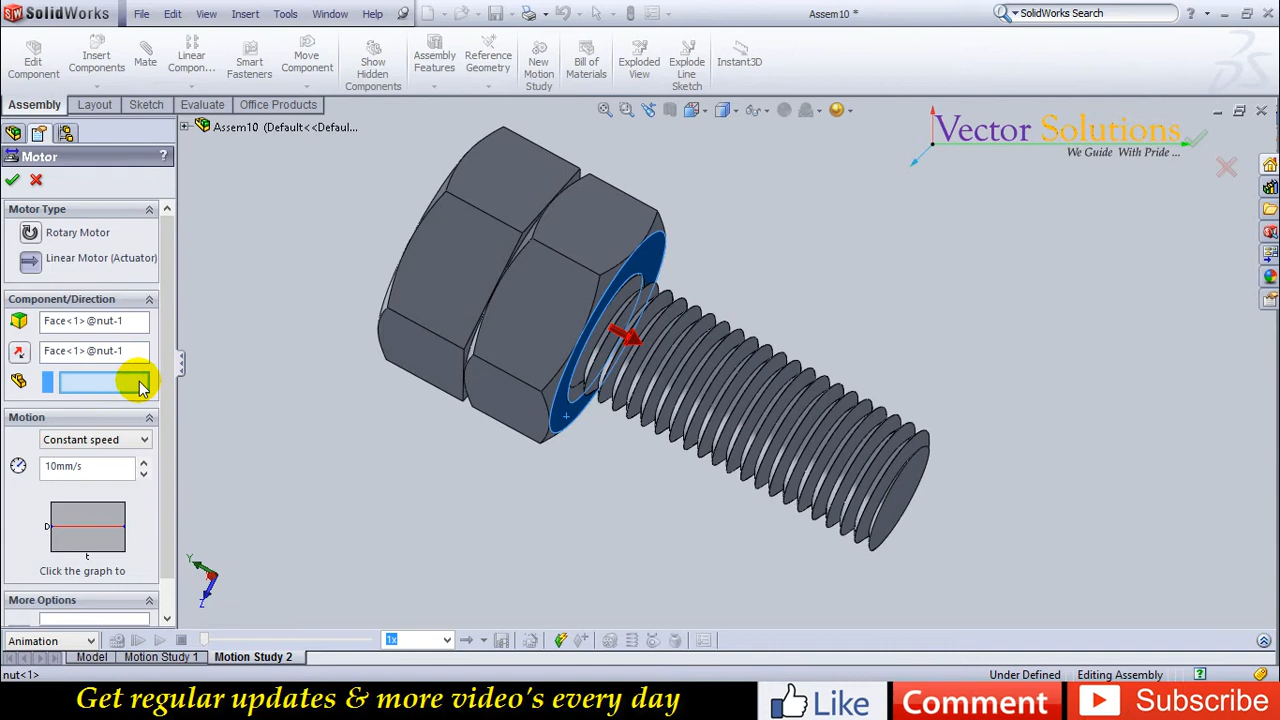 SolidWorks
File Edit View Insert Tools Window Help
Assem10 *
SolidWorks Search
Edit Component
Insert Components
Mate
Linear Compon...
Smart Fasteners
Move Component
Show Hidden Components
Assembly Features
Reference Geometry
New Motion Study
Bill of Materials
Exploded View
Explode Line Sketch
Instant3D
Assembly Layout Sketch Evaluate Office Products
Assem10 (Default<<Defaul...
Vector Solutions
We Guide With Pride ...
Motor
?
Motor Type
Rotary Motor
Linear Motor (Actuator)
Component/Direction
Face<1>@nut-1
Face<1>@nut-1
Motion
Constant speed
10mm/s
D
t
Click the graph to
More Options
Y
Z
Animation
1x
Model Motion Study 1 Motion Study 2
nut<1>
Under Defined Editing Assembly
Get regular updates & more video's every day
Like
Comment
Subscribe